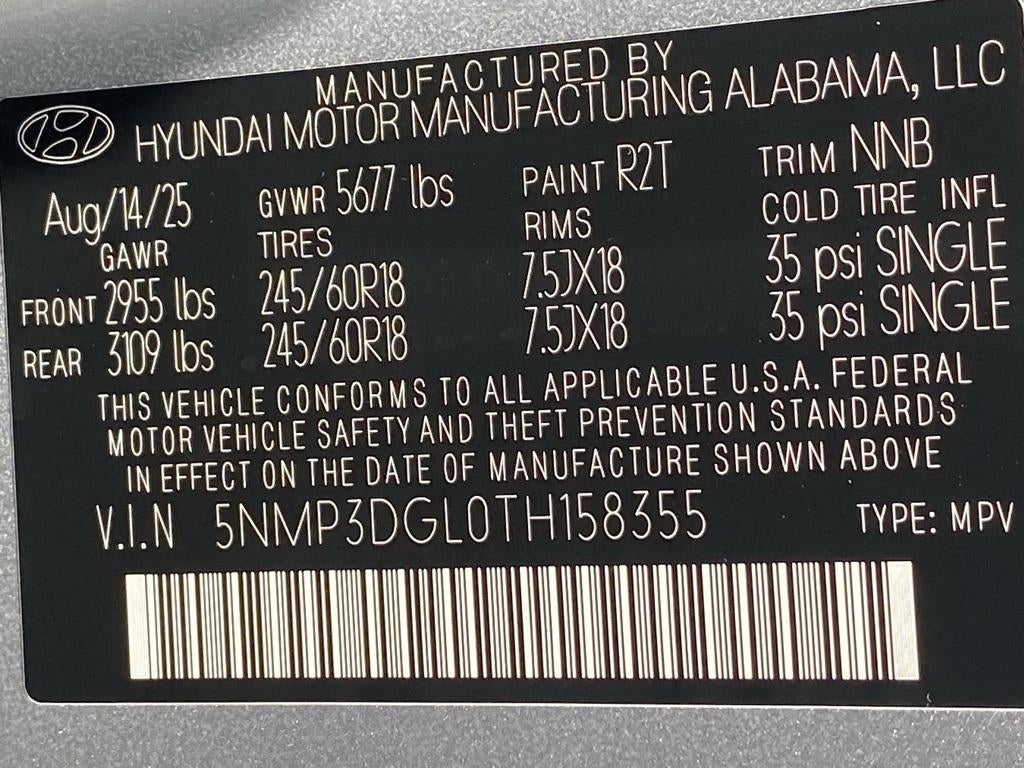 MANUFACTURED BY
HYUNDAI MOTOR MANUFACTURING ALABAMA, LLC
Aug/14/25 GVWR 5677 lbs PAINT R2T TRIM NNB
GAWR TIRES RIMS COLD TIRE INFL
FRONT 2955 lbs 245/60R18 7.5JX18 35 psi SINGLE
REAR 3109 lbs 245/60R18 7.5JX18 35 psi SINGLE
THIS VEHICLE CONFORMS TO ALL APPLICABLE U.S.A. FEDERAL
MOTOR VEHICLE SAFETY AND THEFT PREVENTION STANDARDS
IN EFFECT ON THE DATE OF MANUFACTURE SHOWN ABOVE
V.I.N 5NMP3DGL0TH158355 TYPE: MPV